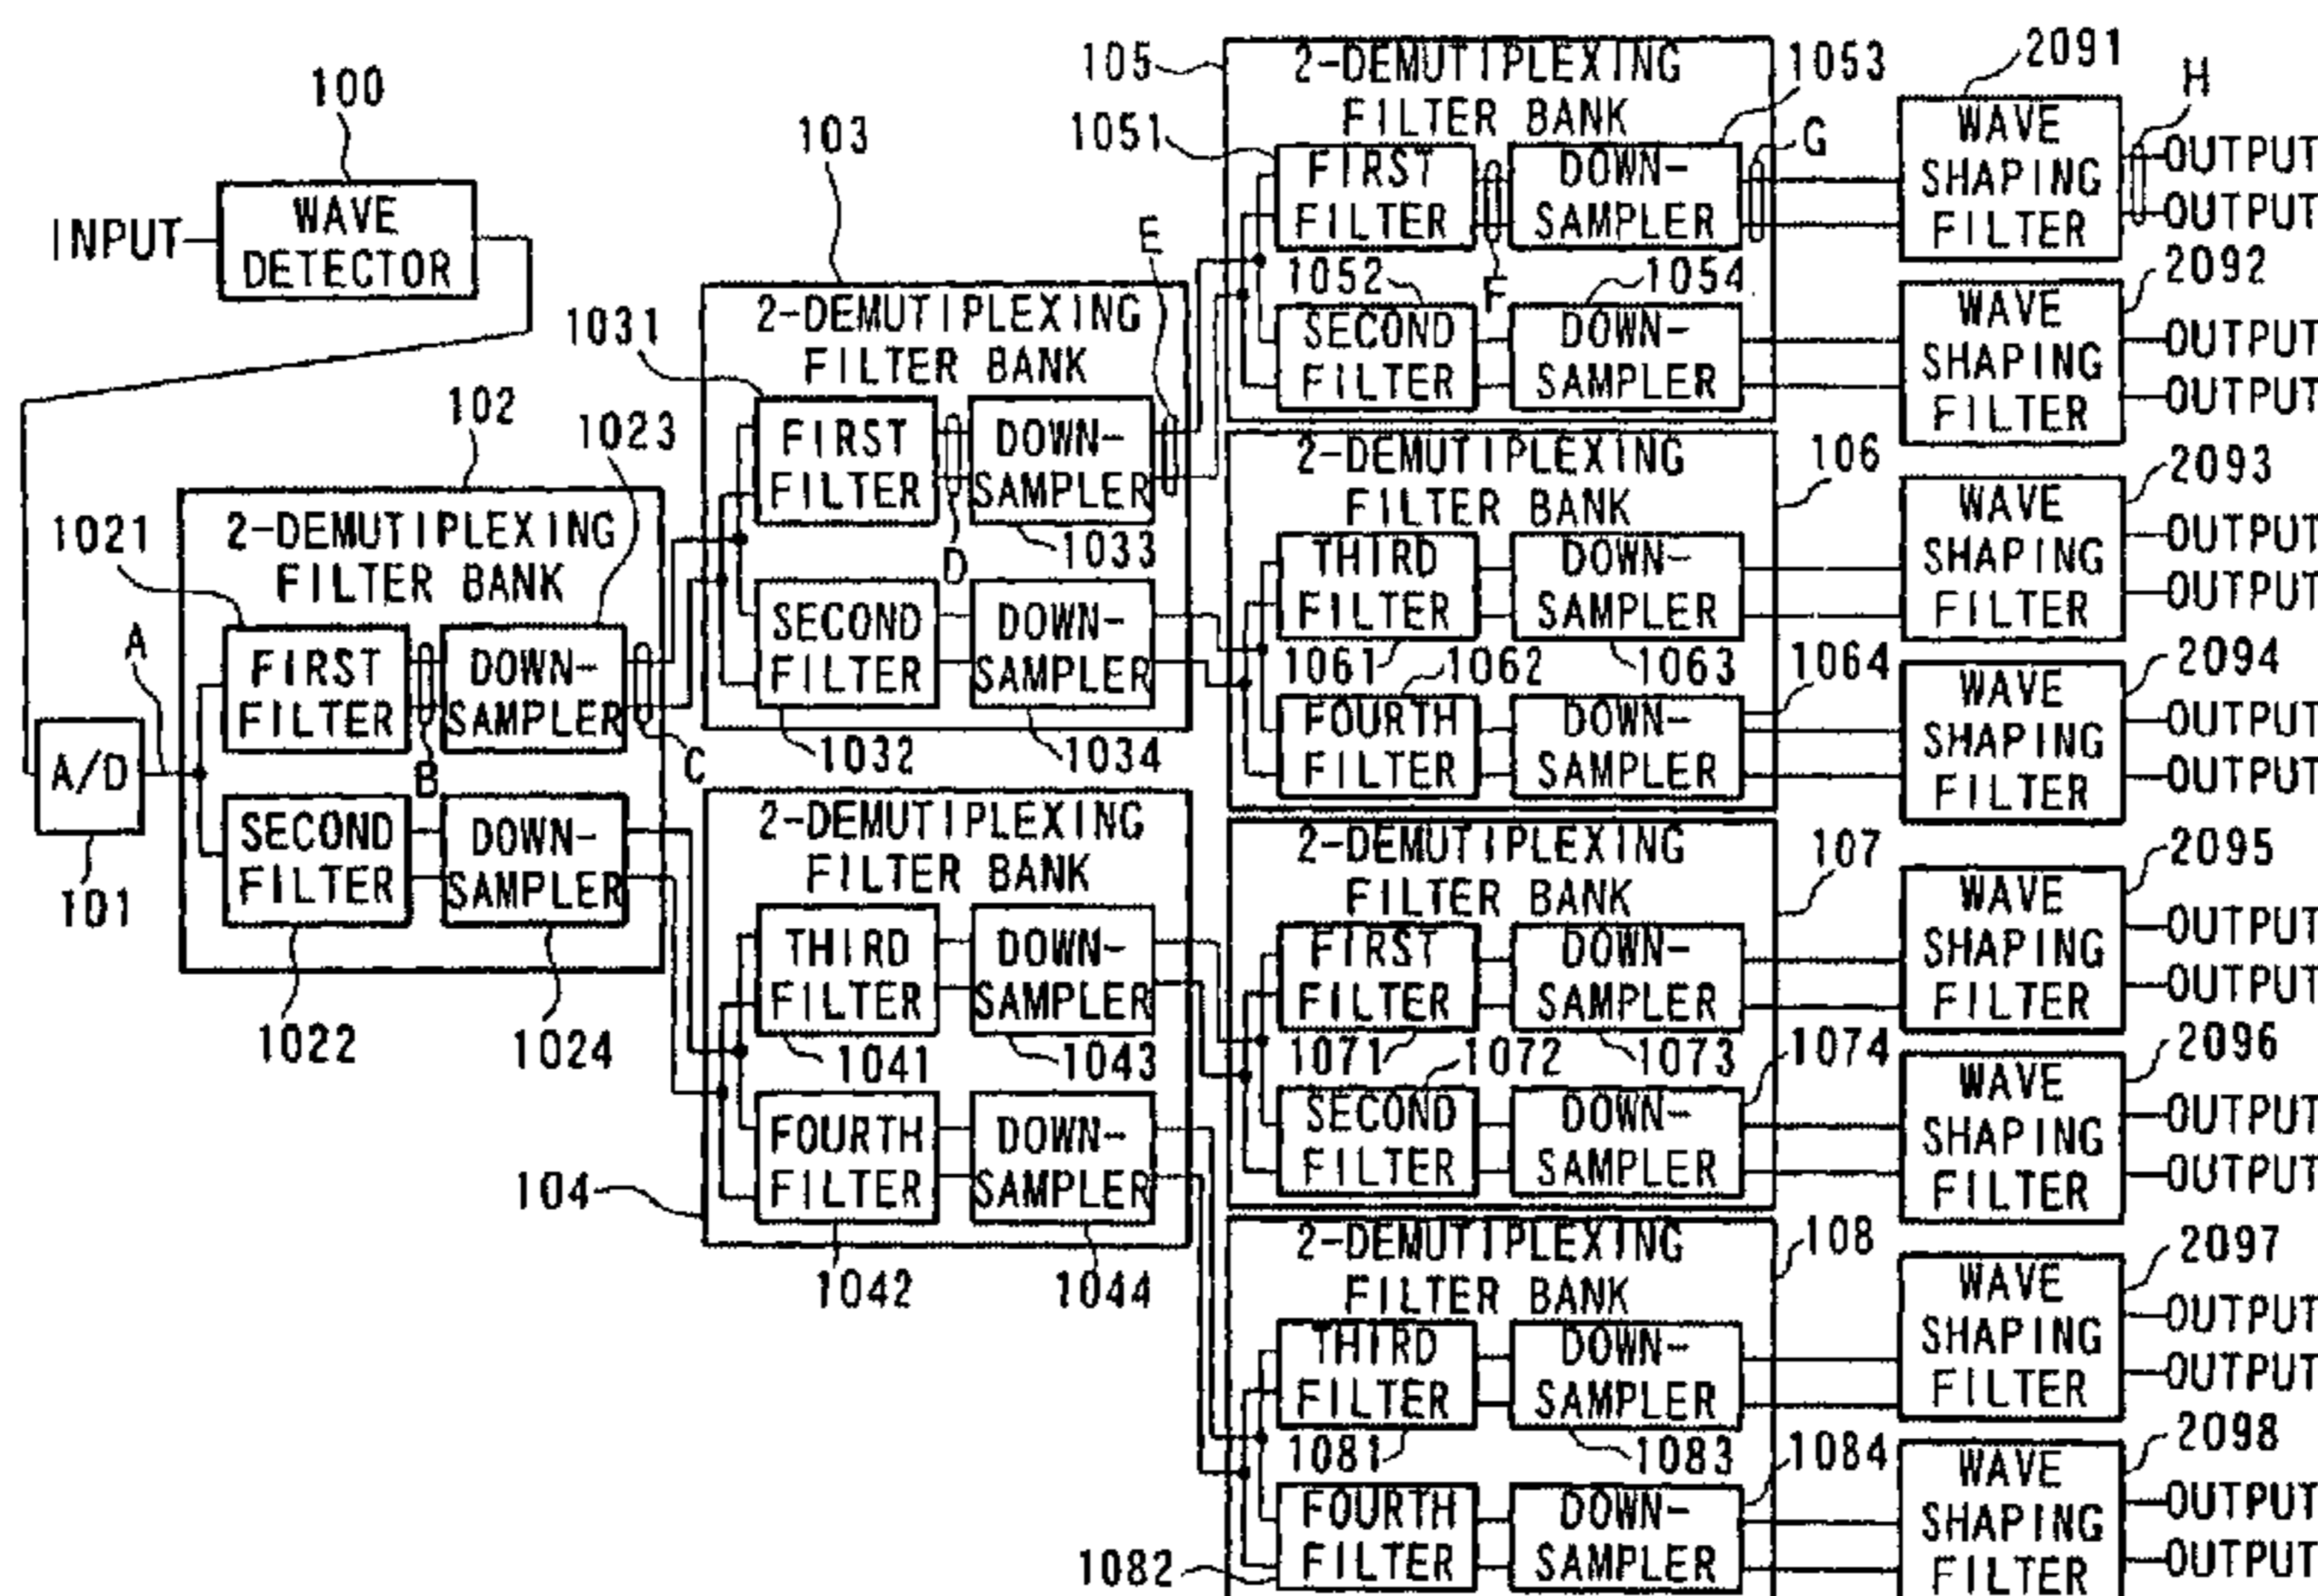 100
INPUT
WAVE
DETECTOR
A/D
101
A
102
2-DEMUTIPLEXING
FILTER BANK
1021
1023
FIRST
FILTER
DOWN-
SAMPLER
B
C
SECOND
FILTER
DOWN-
SAMPLER
1022
1024
103
2-DEMUTIPLEXING
FILTER BANK
1031
FIRST
FILTER
DOWN-
SAMPLER
E
D
1033
SECOND
FILTER
DOWN-
SAMPLER
1032
1034
2-DEMUTIPLEXING
FILTER BANK
THIRD
FILTER
DOWN-
SAMPLER
1041
1043
FOURTH
FILTER
DOWN-
SAMPLER
104
1042
1044
105
2-DEMUTIPLEXING
FILTER BANK
1053
1051
G
FIRST
FILTER
DOWN-
SAMPLER
1052
F
1054
SECOND
FILTER
DOWN-
SAMPLER
2-DEMUTIPLEXING
FILTER BANK
106
THIRD
FILTER
DOWN-
SAMPLER
1061
1062
1063
1064
FOURTH
FILTER
DOWN-
SAMPLER
2-DEMUTIPLEXING
FILTER BANK
107
FIRST
FILTER
DOWN-
SAMPLER
1071
1072
1073
1074
SECOND
FILTER
DOWN-
SAMPLER
2-DEMUTIPLEXING
FILTER BANK
108
THIRD
FILTER
DOWN-
SAMPLER
1081
1083
1084
FOURTH
FILTER
DOWN-
SAMPLER
1082
2091
H
WAVE
SHAPING
FILTER
OUTPUT
OUTPUT
2092
WAVE
SHAPING
FILTER
OUTPUT
OUTPUT
2093
WAVE
SHAPING
FILTER
OUTPUT
OUTPUT
2094
WAVE
SHAPING
FILTER
OUTPUT
OUTPUT
2095
WAVE
SHAPING
FILTER
OUTPUT
OUTPUT
2096
WAVE
SHAPING
FILTER
OUTPUT
OUTPUT
2097
WAVE
SHAPING
FILTER
OUTPUT
OUTPUT
2098
WAVE
SHAPING
FILTER
OUTPUT
OUTPUT